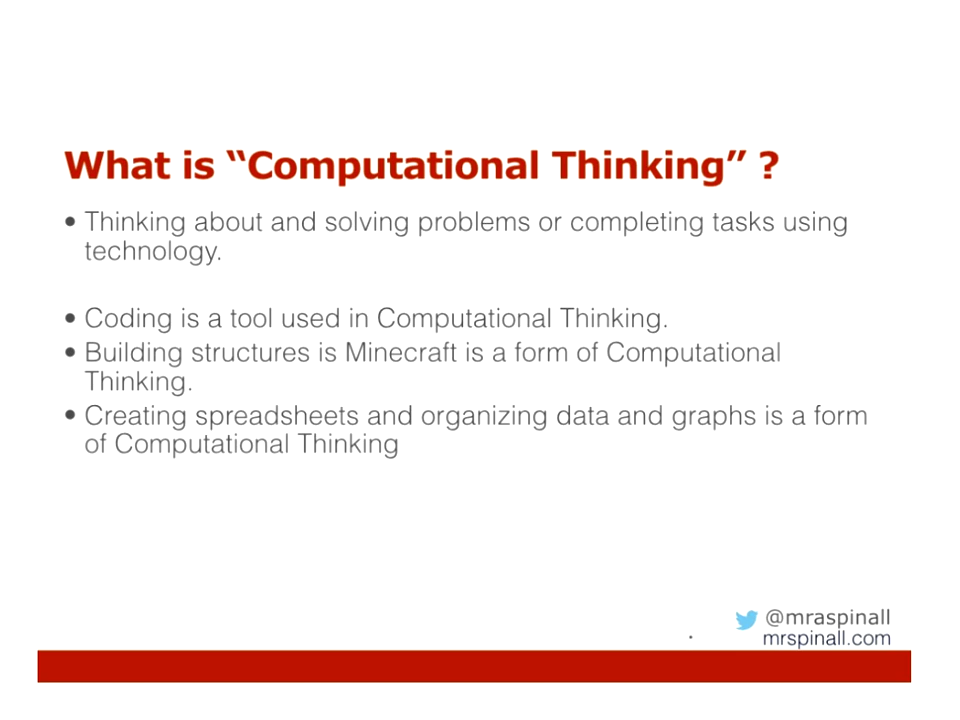 What is “Computational Thinking” ?
• Thinking about and solving problems or completing tasks using
technology.
• Coding is a tool used in Computational Thinking.
• Building structures is Minecraft is a form of Computational
Thinking.
• Creating spreadsheets and organizing data and graphs is a form
of Computational Thinking
@mraspinall
mrspinall.com